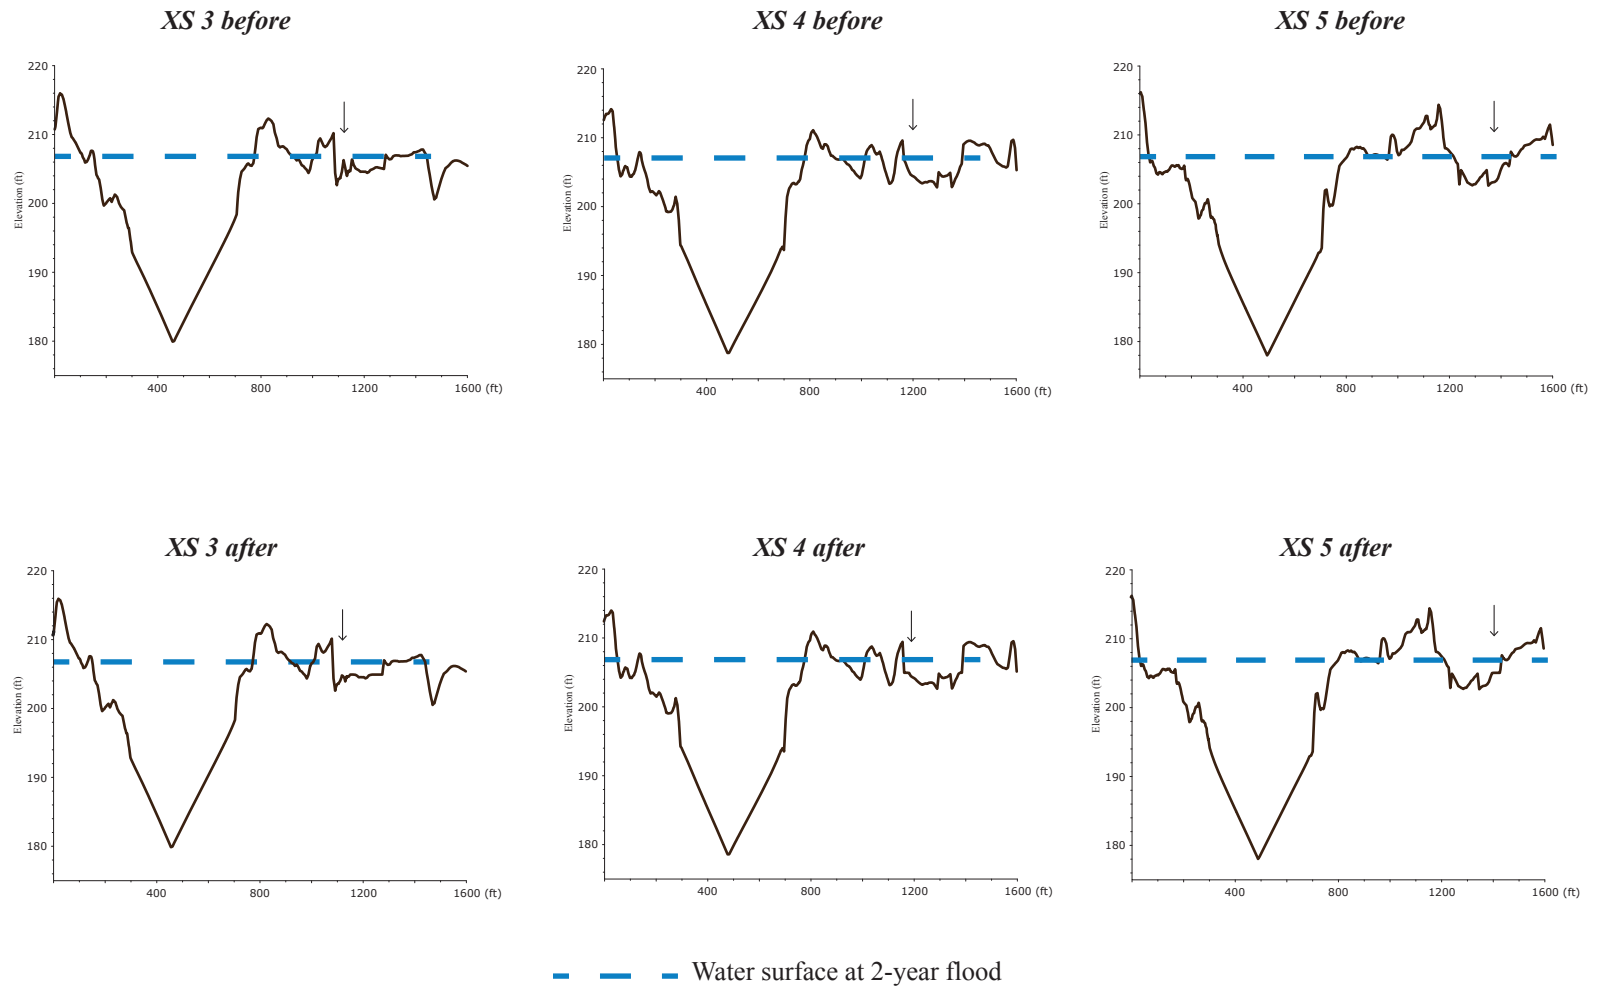 XS 3 before
XS 4 before
XS 5 before
220
210
200
190
180
Elevation (ft)
400
800
1200
1600 (ft)
220
210
200
190
180
Elevation (ft)
400
800
1200
1600 (ft)
220
210
200
190
180
Elevation (ft)
400
800
1200
1600 (ft)
XS 3 after
XS 4 after
XS 5 after
220
210
200
190
180
Elevation (ft)
400
800
1200
1600 (ft)
220
210
200
190
180
Elevation (ft)
400
800
1200
1600 (ft)
220
210
200
190
180
Elevation (ft)
400
800
1200
1600 (ft)
Water surface at 2-year flood